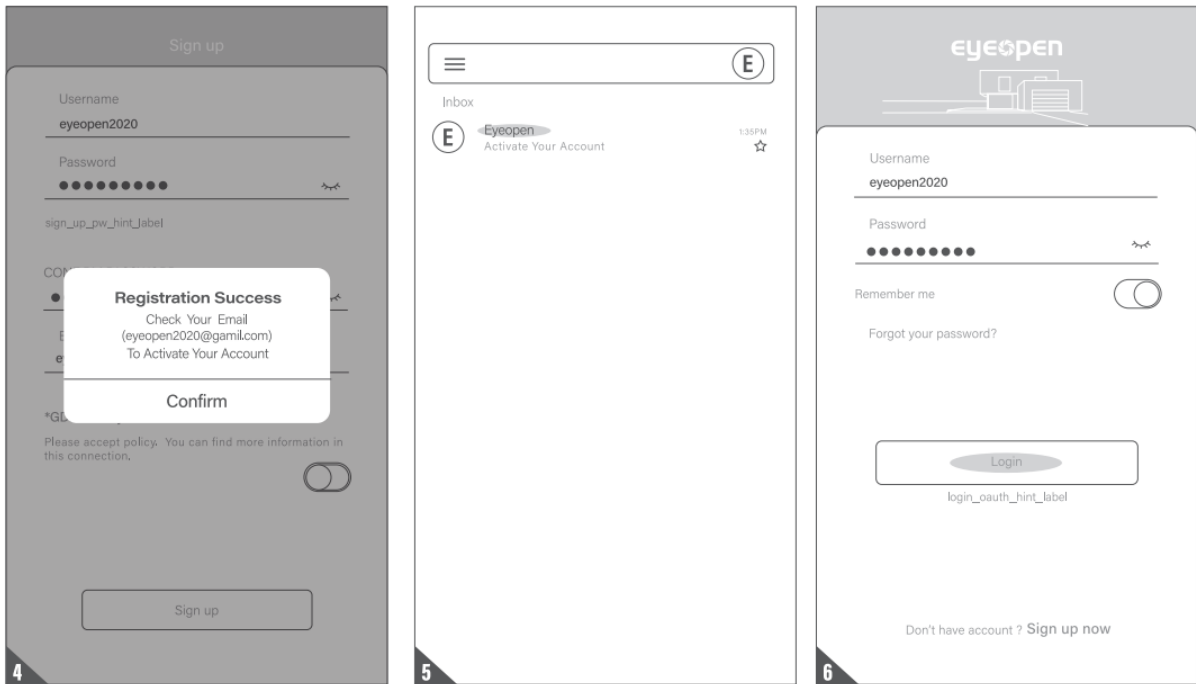 Sign up
Username
eyeopen2020
Password
sign_up_pw_hint_label
Registration Success
Check Your Email
(eyeopen2020@gamil.com)
To Activate Your Account
Confirm
Please accept policy. You can find more information in
this connection.
Sign up
4
E
Inbox
E
Eyeopen
1:35PM
Activate Your Account
5
eyeopen
Username
eyeopen2020
Password
Remember me
Forgot your password?
Login
login_oauth_hint_label
Don't have account ? Sign up now
6